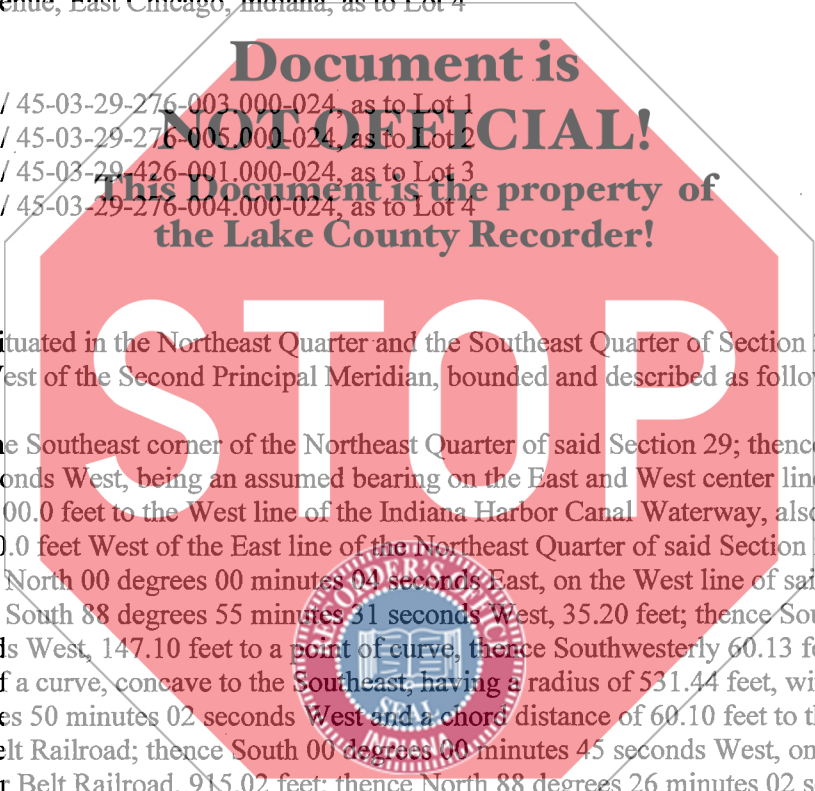 enue, East Chicago, Indiana, as to Lot 4
Document is
/ 45-03-29-276-003.000-024, as to Lot 1
NOT OFFICIAL!
/ 45-03-29-276-005.000-024, as to Lot 2
/ 45-03-29-426-001.000-024, as to Lot 3
This Document is the property of
/ 45-03-29-276-004.000-024, as to Lot 4
the Lake County Recorder!
STOP
ituated in the Northeast Quarter and the Southeast Quarter of Section
est of the Second Principal Meridian, bounded and described as follo
e Southeast corner of the Northeast Quarter of said Section 29; thence
onds West, being an assumed bearing on the East and West center line
00.0 feet to the West line of the Indiana Harbor Canal Waterway, also
0.0 feet West of the East line of the Northeast Quarter of said Section
North 00 degrees 00 minutes 04 seconds East, on the West line of sai
South 88 degrees 55 minutes 31 seconds West, 35.20 feet; thence Sou
ds West, 147.10 feet to a point of curve, thence Southwesterly 60.13 fe
f a curve, concave to the Southeast, having a radius of 531.44 feet, wi
es 50 minutes 02 seconds West and a chord distance of 60.10 feet to th
elt Railroad; thence South 00 degrees 00 minutes 45 seconds West, on
r Belt Railroad, 915.02 feet; thence North 88 degrees 26 minutes 02 s
RECORDER'S OFFICE
SEAL
INDIANA